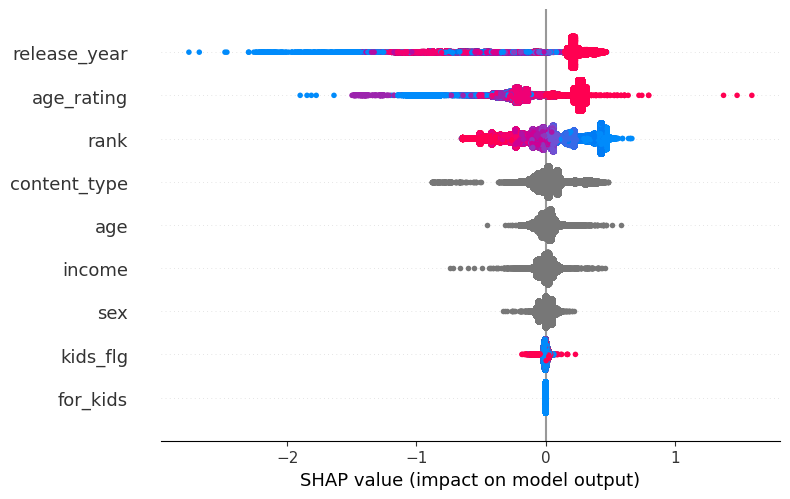 release_year
age_rating
rank
content_type
age
income
sex
kids_flg
for_kids
−2 −1 0 1
SHAP value (impact on model output)